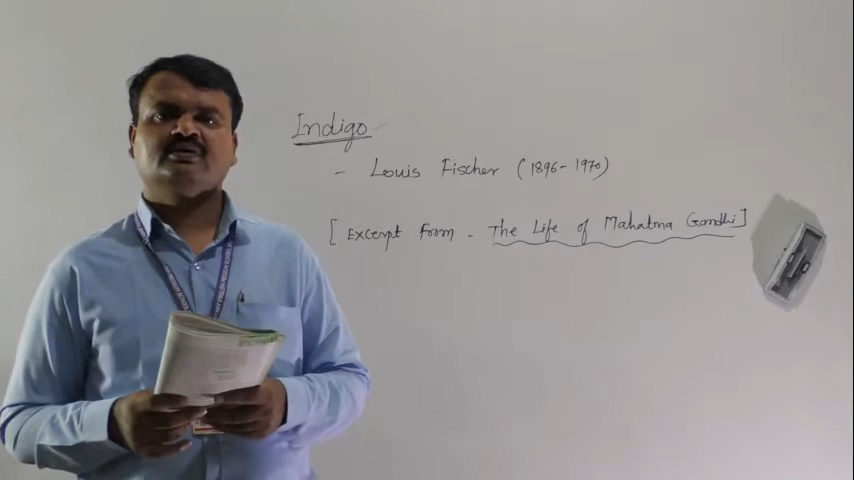 Indigo
- Louis Fischer (1896 - 1970)
[ Excerpt form - The Life of Mahatma Gandhi ]